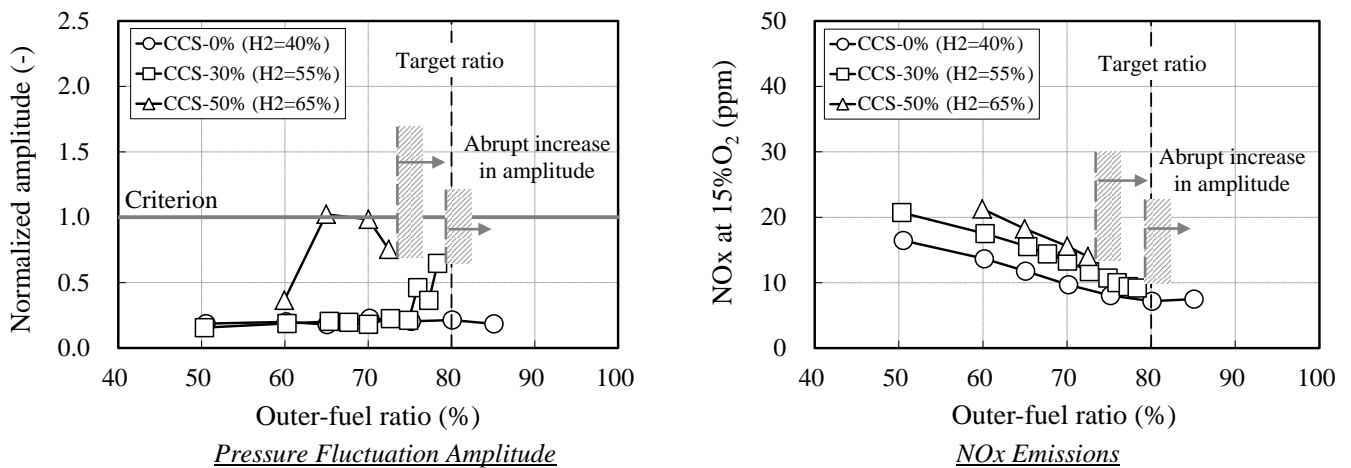 2.5
2.0
1.5
1.0
0.5
0.0
Normalized amplitude (-)
CCS-0% (H2=40%)
CCS-30% (H2=55%)
CCS-50% (H2=65%)
Target ratio
Abrupt increase
in amplitude
Criterion
40 50 60 70 80 90 100
Outer-fuel ratio (%)
Pressure Fluctuation Amplitude
50
40
30
20
10
0
NOx at 15%O₂ (ppm)
CCS-0% (H2=40%)
CCS-30% (H2=55%)
CCS-50% (H2=65%)
Target ratio
Abrupt increase
in amplitude
40 50 60 70 80 90 100
Outer-fuel ratio (%)
NOx Emissions